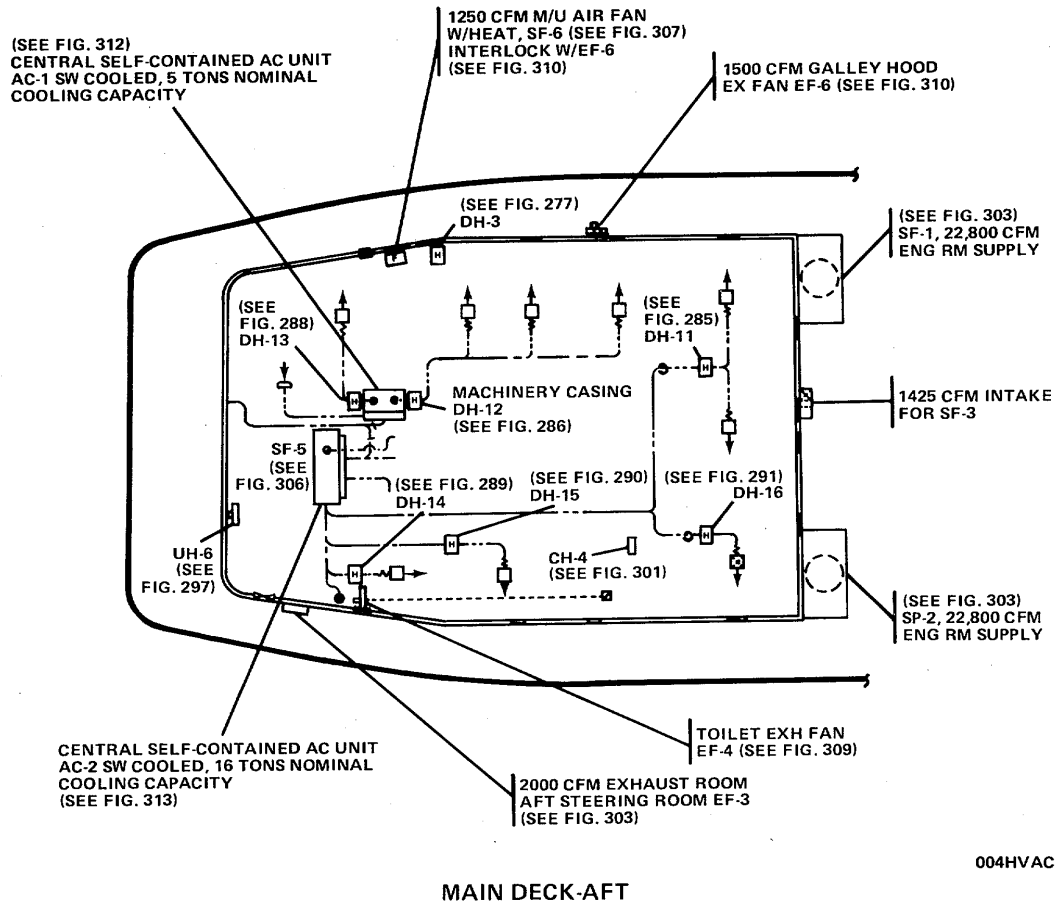 1250 CFM M/U AIR FAN
W/HEAT, SF-6 (SEE FIG. 307)
INTERLOCK W/EF-6
(SEE FIG. 310)
(SEE FIG. 312)
CENTRAL SELF-CONTAINED AC UNIT
AC-1 SW COOLED, 5 TONS NOMINAL
COOLING CAPACITY
1500 CFM GALLEY HOOD
EX FAN EF-6 (SEE FIG. 310)
(SEE FIG. 277)
DH-3
F
H
(SEE FIG. 303)
SF-1, 22,800 CFM
ENG RM SUPPLY
(SEE
FIG. 288)
DH-13
(SEE
FIG. 285)
DH-11
H
H
H
MACHINERY CASING
DH-12
(SEE FIG. 286)
1425 CFM INTAKE
FOR SF-3
SF-5
(SEE
FIG. 306)
(SEE FIG. 289)
DH-14
(SEE FIG. 290)
DH-15
(SEE FIG. 291)
DH-16
H
H
H
UH-6
(SEE
FIG. 297)
CH-4
(SEE FIG. 301)
(SEE FIG. 303)
SP-2, 22,800 CFM
ENG RM SUPPLY
CENTRAL SELF-CONTAINED AC UNIT
AC-2 SW COOLED, 16 TONS NOMINAL
COOLING CAPACITY
(SEE FIG. 313)
TOILET EXH FAN
EF-4 (SEE FIG. 309)
2000 CFM EXHAUST ROOM
AFT STEERING ROOM EF-3
(SEE FIG. 303)
004HVAC
MAIN DECK-AFT